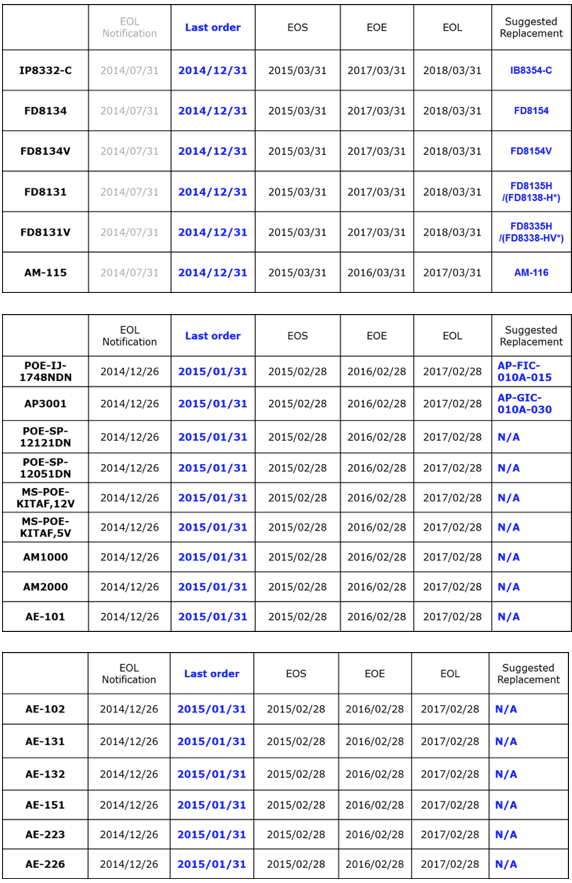 EOL Notification Last order EOS EOE EOL Suggested Replacement
IP8332-C 2014/07/31 2014/12/31 2015/03/31 2017/03/31 2018/03/31 IB8354-C
FD8134 2014/07/31 2014/12/31 2015/03/31 2017/03/31 2018/03/31 FD8154
FD8134V 2014/07/31 2014/12/31 2015/03/31 2017/03/31 2018/03/31 FD8154V
FD8131 2014/07/31 2014/12/31 2015/03/31 2017/03/31 2018/03/31 FD8135H /(FD8138-H*)
FD8131V 2014/07/31 2014/12/31 2015/03/31 2017/03/31 2018/03/31 FD8335H /(FD8338-HV*)
AM-115 2014/07/31 2014/12/31 2015/03/31 2016/03/31 2017/03/31 AM-116
EOL Notification Last order EOS EOE EOL Suggested Replacement
POE-IJ-1748NDN 2014/12/26 2015/01/31 2015/02/28 2016/02/28 2017/02/28 AP-FIC-010A-015
AP3001 2014/12/26 2015/01/31 2015/02/28 2016/02/28 2017/02/28 AP-GIC-010A-030
POE-SP-12121DN 2014/12/26 2015/01/31 2015/02/28 2016/02/28 2017/02/28 N/A
POE-SP-12051DN 2014/12/26 2015/01/31 2015/02/28 2016/02/28 2017/02/28 N/A
MS-POE-KITAF,12V 2014/12/26 2015/01/31 2015/02/28 2016/02/28 2017/02/28 N/A
MS-POE-KITAF,5V 2014/12/26 2015/01/31 2015/02/28 2016/02/28 2017/02/28 N/A
AM1000 2014/12/26 2015/01/31 2015/02/28 2016/02/28 2017/02/28 N/A
AM2000 2014/12/26 2015/01/31 2015/02/28 2016/02/28 2017/02/28 N/A
AE-101 2014/12/26 2015/01/31 2015/02/28 2016/02/28 2017/02/28 N/A
EOL Notification Last order EOS EOE EOL Suggested Replacement
AE-102 2014/12/26 2015/01/31 2015/02/28 2016/02/28 2017/02/28 N/A
AE-131 2014/12/26 2015/01/31 2015/02/28 2016/02/28 2017/02/28 N/A
AE-132 2014/12/26 2015/01/31 2015/02/28 2016/02/28 2017/02/28 N/A
AE-151 2014/12/26 2015/01/31 2015/02/28 2016/02/28 2017/02/28 N/A
AE-223 2014/12/26 2015/01/31 2015/02/28 2016/02/28 2017/02/28 N/A
AE-226 2014/12/26 2015/01/31 2015/02/28 2016/02/28 2017/02/28 N/A